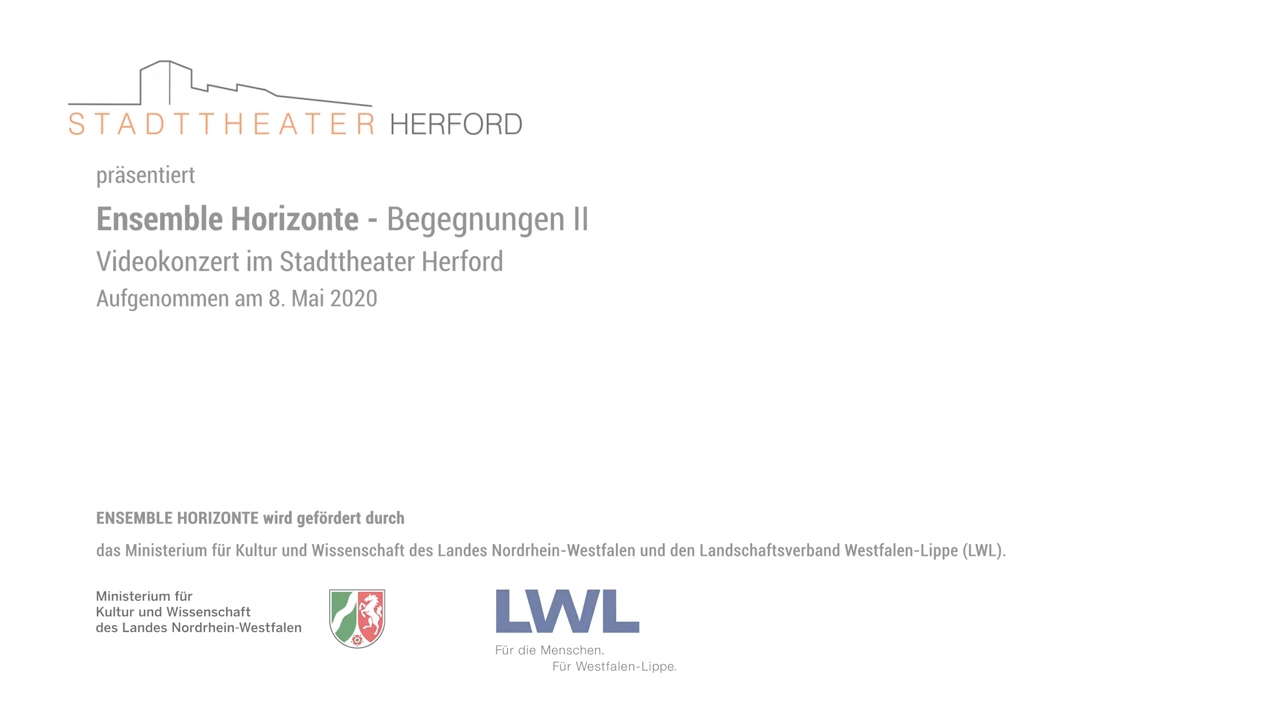 STADTTHEATER HERFORD
präsentiert
Ensemble Horizonte - Begegnungen II
Videokonzert im Stadttheater Herford
Aufgenommen am 8. Mai 2020
ENSEMBLE HORIZONTE wird gefördert durch
das Ministerium für Kultur und Wissenschaft des Landes Nordrhein-Westfalen und den Landschaftsverband Westfalen-Lippe (LWL).
Ministerium für
Kultur und Wissenschaft
des Landes Nordrhein-Westfalen
LWL
Für die Menschen.
Für Westfalen-Lippe.